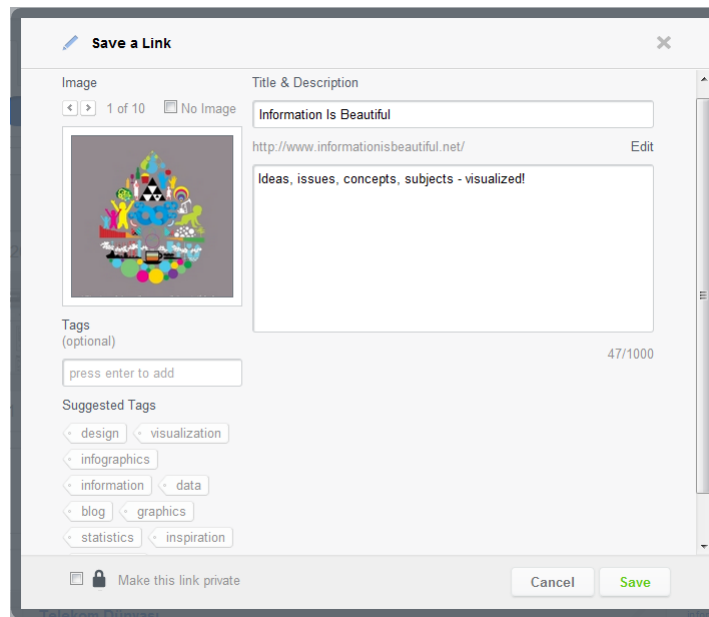 Save a Link
Image
1 of 10 No Image
Title & Description
Information Is Beautiful
http://www.informationisbeautiful.net/ Edit
Ideas, issues, concepts, subjects - visualized!
47/1000
Tags
(optional)
press enter to add
Suggested Tags
design visualization
infographics
information data
blog graphics
statistics inspiration
Make this link private
Cancel Save
Telekom Dünyası